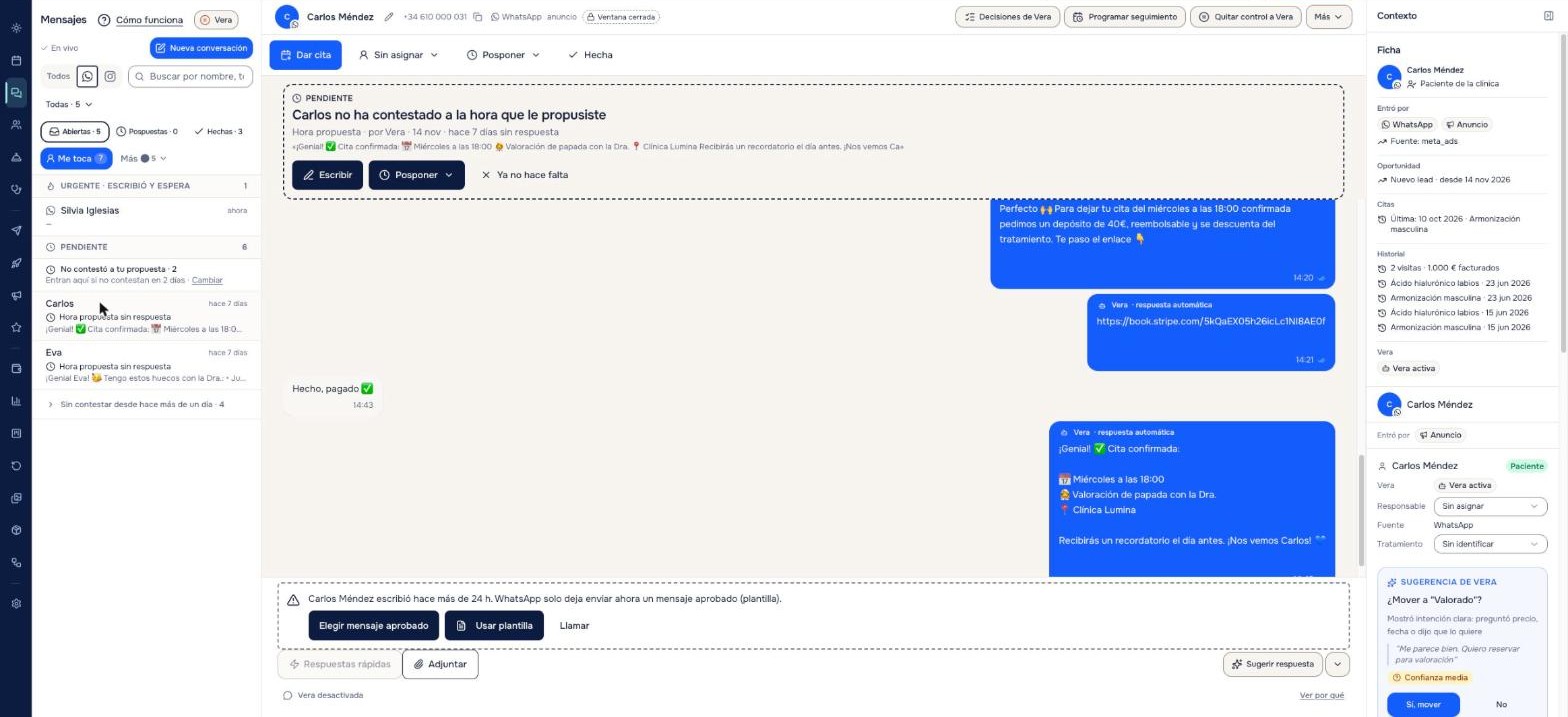 Mensajes
Cómo funciona
Vera
En vivo
Nueva conversación
Todos
Buscar por nombre, t
Todas · 5
Abiertas · 5
Pospuestas · 0
Hechas · 3
Me toca 7
Más 5
URGENTE · ESCRIBIÓ Y ESPERA 1
Silvia Iglesias ahora
–
PENDIENTE 6
No contestó a tu propuesta · 2
Entran aquí si no contestan en 2 días · Cambiar
Carlos hace 7 días
Hora propuesta sin respuesta
¡Genial! ✅ Cita confirmada: 📅 Miércoles a las 18:0...
Eva hace 7 días
Hora propuesta sin respuesta
¡Genial Eva! Tengo estos huecos con la Dra.: • Ju...
Sin contestar desde hace más de un día · 4
C Carlos Méndez +34 610 000 031 WhatsApp anuncio Ventana cerrada
Decisiones de Vera
Programar seguimiento
Quitar control a Vera
Más
Dar cita
Sin asignar
Posponer
Hecha
PENDIENTE
Carlos no ha contestado a la hora que le propusiste
Hora propuesta · por Vera · 14 nov · hace 7 días sin respuesta
«¡Genial! ✅ Cita confirmada: 📅 Miércoles a las 18:00 Valoración de papada con la Dra. 📍 Clínica Lumina Recibirás un recordatorio el día antes. ¡Nos vemos Ca»
Escribir
Posponer
Ya no hace falta
Perfecto 🙌 Para dejar tu cita del miércoles a las 18:00 confirmada
pedimos un depósito de 40€, reembolsable y se descuenta del
tratamiento. Te paso el enlace 👇
14:20
Vera · respuesta automática
https://book.stripe.com/5kQaEX05h26icLc1NI8AE0f
14:21
Hecho, pagado ✅
14:43
Vera · respuesta automática
¡Genial! ✅ Cita confirmada:
📅 Miércoles a las 18:00
Valoración de papada con la Dra.
📍 Clínica Lumina
Recibirás un recordatorio el día antes. ¡Nos vemos Carlos!
Carlos Méndez escribió hace más de 24 h. WhatsApp solo deja enviar ahora un mensaje aprobado (plantilla).
Elegir mensaje aprobado
Usar plantilla
Llamar
Respuestas rápidas
Adjuntar
Sugerir respuesta
Vera desactivada
Ver por qué
Contexto
Ficha
C Carlos Méndez
Paciente de la clínica
Entró por
WhatsApp
Anuncio
Fuente: meta_ads
Oportunidad
Nuevo lead · desde 14 nov 2026
Citas
Última: 10 oct 2026 · Armonización
masculina
Historial
2 visitas · 1.000 € facturados
Ácido hialurónico labios · 23 jun 2026
Armonización masculina · 23 jun 2026
Ácido hialurónico labios · 15 jun 2026
Armonización masculina · 15 jun 2026
Vera
Vera activa
C Carlos Méndez
Entró por Anuncio
Carlos Méndez Paciente
Vera Vera activa
Responsable Sin asignar
Fuente WhatsApp
Tratamiento Sin identificar
SUGERENCIA DE VERA
¿Mover a "Valorado"?
Mostró intención clara: preguntó precio,
fecha o dijo que lo quiere
"Me parece bien. Quiero reservar
para valoración"
Confianza media
Sí, mover
No